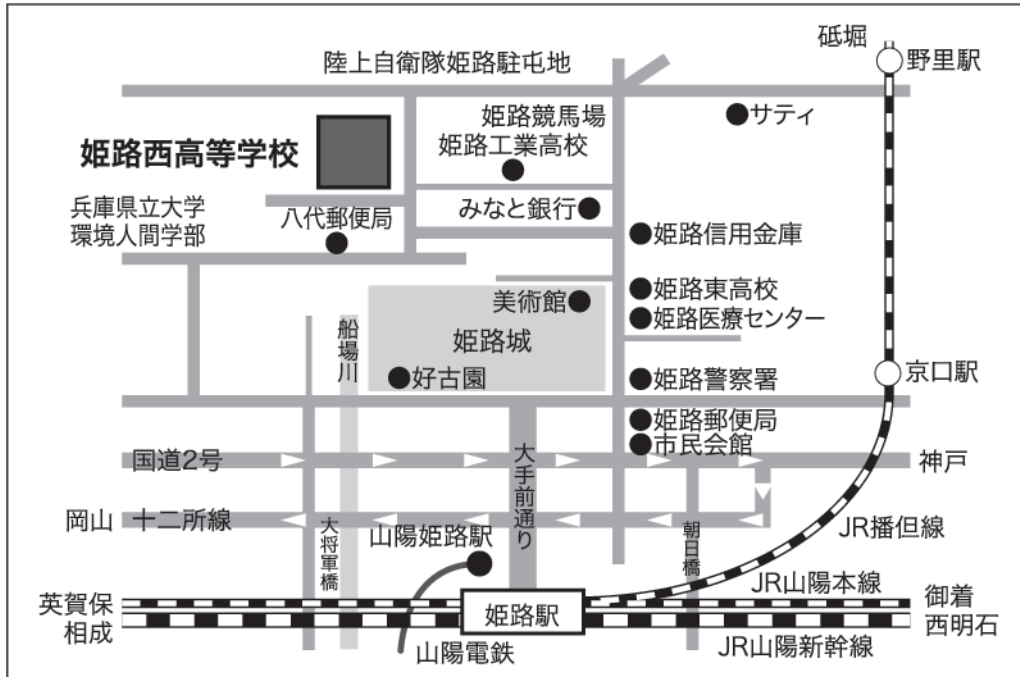 砥堀
野里駅
陸上自衛隊姫路駐屯地
サティ
姫路競馬場
姫路工業高校
姫路西高等学校
兵庫県立大学
環境人間学部
八代郵便局
みなと銀行
姫路信用金庫
姫路東高校
美術館
姫路医療センター
船場川
姫路城
好古園
姫路警察署
京口駅
姫路郵便局
市民会館
国道2号
神戸
大手前通り
岡山
十二所線
大将軍橋
山陽姫路駅
朝日橋
JR播但線
JR山陽本線
英賀保
相成
姫路駅
御着
西明石
山陽電鉄
JR山陽新幹線